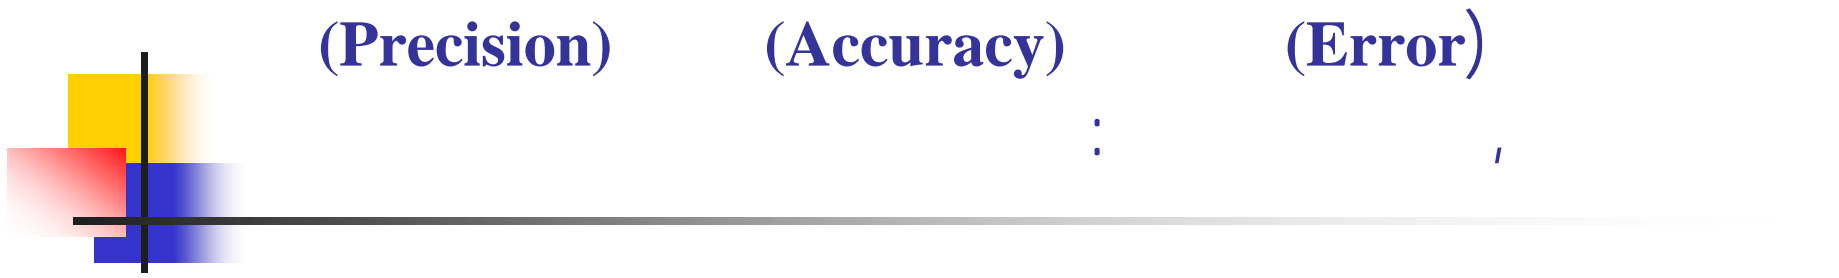 (Precision) (Accuracy) (Error)
: ,